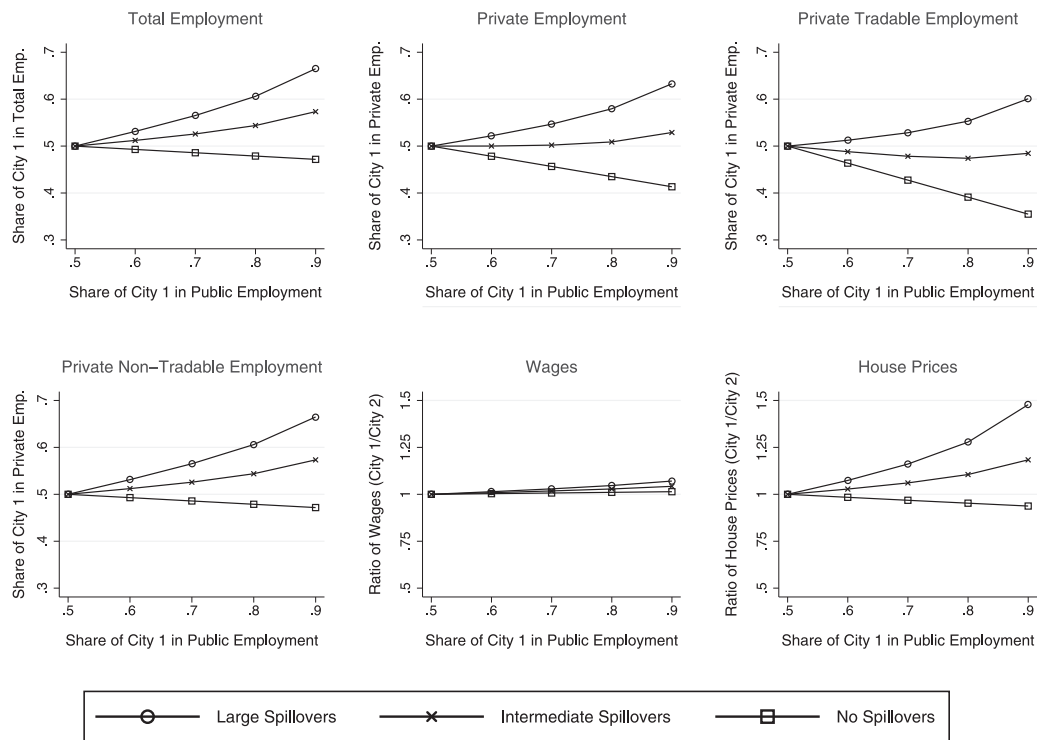 Total Employment
Share of City 1 in Total Emp.
.3 .4 .5 .6 .7
.5 .6 .7 .8 .9
Share of City 1 in Public Employment
Private Employment
Share of City 1 in Private Emp.
.3 .4 .5 .6 .7
.5 .6 .7 .8 .9
Share of City 1 in Public Employment
Private Tradable Employment
Share of City 1 in Private Emp.
.3 .4 .5 .6 .7
.5 .6 .7 .8 .9
Share of City 1 in Public Employment
Private Non−Tradable Employment
Share of City 1 in Private Emp.
.3 .4 .5 .6 .7
.5 .6 .7 .8 .9
Share of City 1 in Public Employment
Wages
Ratio of Wages (City 1/City 2)
.5 .75 1 1.25 1.5
.5 .6 .7 .8 .9
Share of City 1 in Public Employment
House Prices
Ratio of House Prices (City 1/City 2)
.5 .75 1 1.25 1.5
.5 .6 .7 .8 .9
Share of City 1 in Public Employment
Large Spillovers Intermediate Spillovers No Spillovers